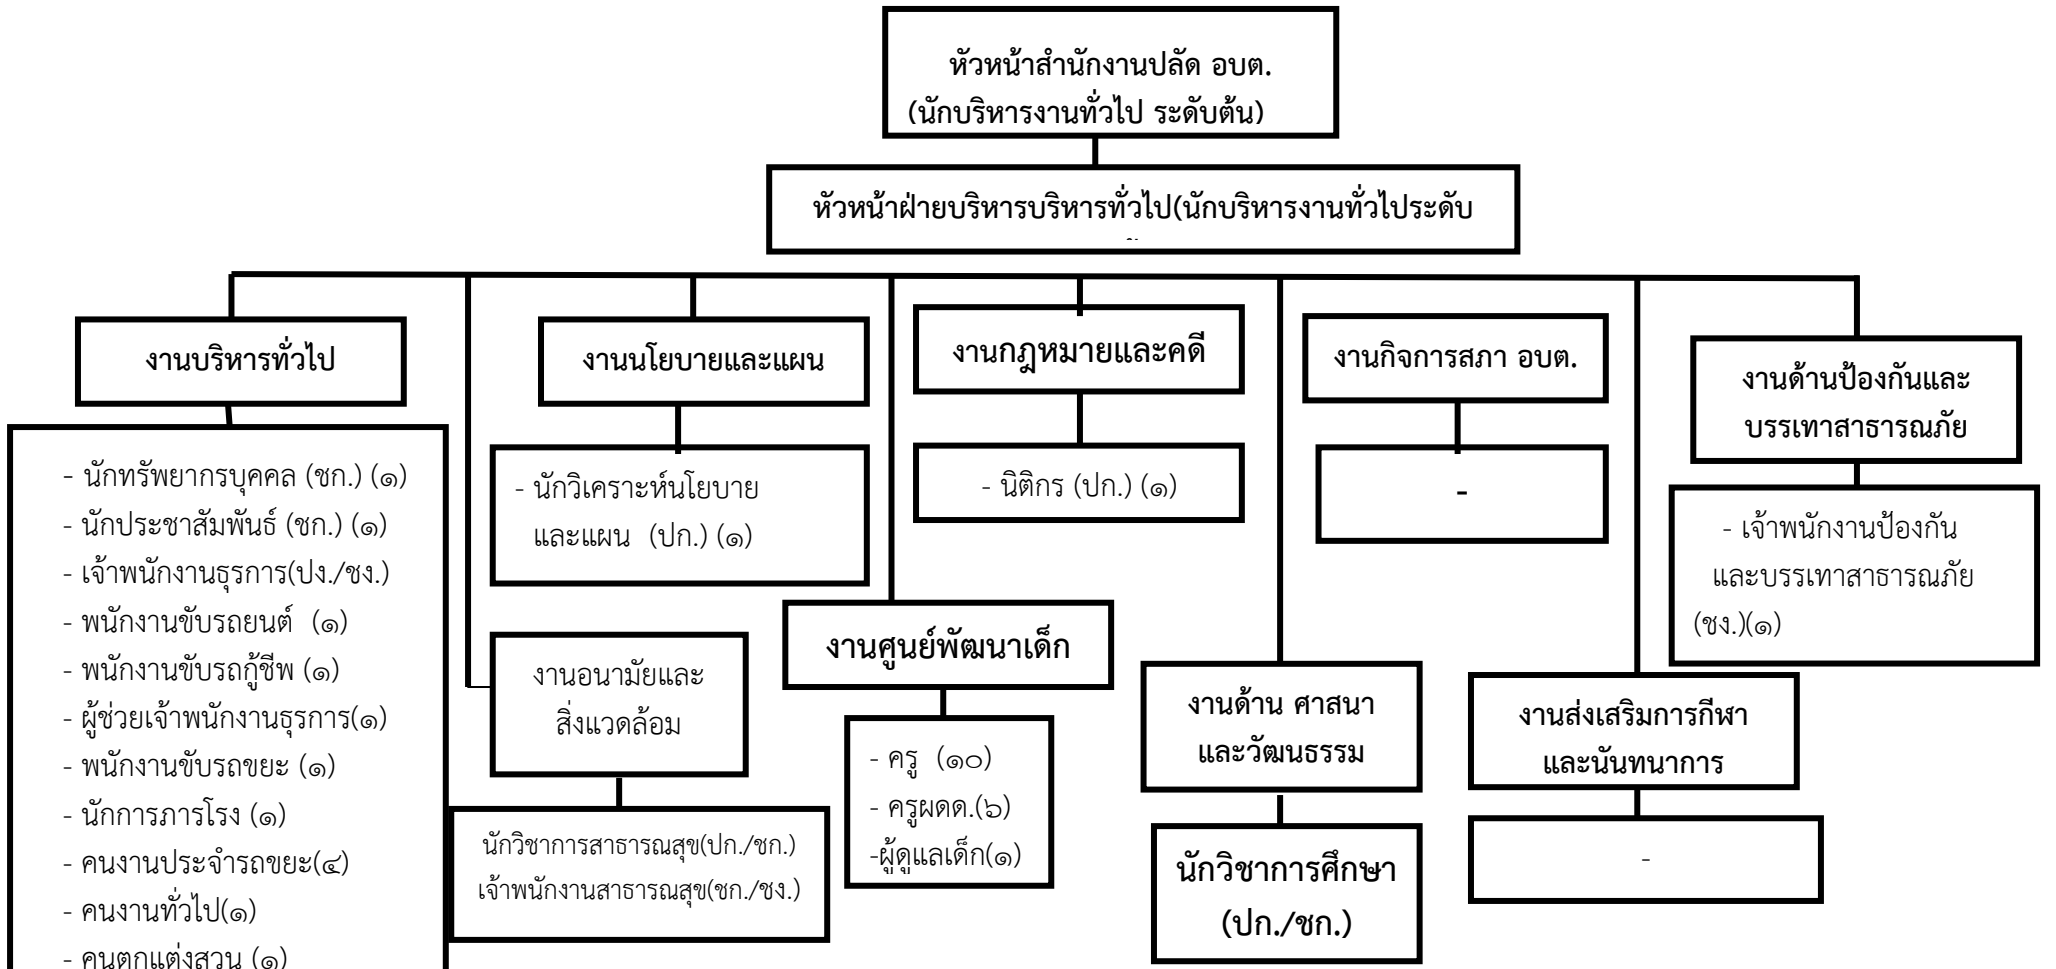 หัวหน้าสำนักงานปลัด อบต.
(นักบริหารงานทั่วไป ระดับต้น)
หัวหน้าฝ่ายบริหารบริหารทั่วไป(นักบริหารงานทั่วไประดับ
งานบริหารทั่วไป
- นักทรัพยากรบุคคล (ชก.) (๑)
- นักประชาสัมพันธ์ (ชก.) (๑)
- เจ้าพนักงานธุรการ(ปง./ชง.)
- พนักงานขับรถยนต์ (๑)
- พนักงานขับรถกู้ชีพ (๑)
- ผู้ช่วยเจ้าพนักงานธุรการ(๑)
- พนักงานขับรถขยะ (๑)
- นักการภารโรง (๑)
- คนงานประจำรถขยะ(๔)
- คนงานทั่วไป(๑)
- คนตกแต่งสวน (๑)
งานนโยบายและแผน
- นักวิเคราะห์นโยบาย
และแผน (ปก.) (๑)
งานอนามัยและ
สิ่งแวดล้อม
นักวิชาการสาธารณสุข(ปก./ชก.)
เจ้าพนักงานสาธารณสุข(ชก./ชง.)
งานกฎหมายและคดี
- นิติกร (ปก.) (๑)
งานศูนย์พัฒนาเด็ก
- ครู (๑๐)
- ครูผดด.(๖)
-ผู้ดูแลเด็ก(๑)
งานกิจการสภา อบต.
-
งานด้าน ศาสนา
และวัฒนธรรม
นักวิชาการศึกษา
(ปก./ชก.)
งานส่งเสริมการกีฬา
และนันทนาการ
-
งานด้านป้องกันและ
บรรเทาสาธารณภัย
- เจ้าพนักงานป้องกัน
และบรรเทาสาธารณภัย
(ชง.)(๑)